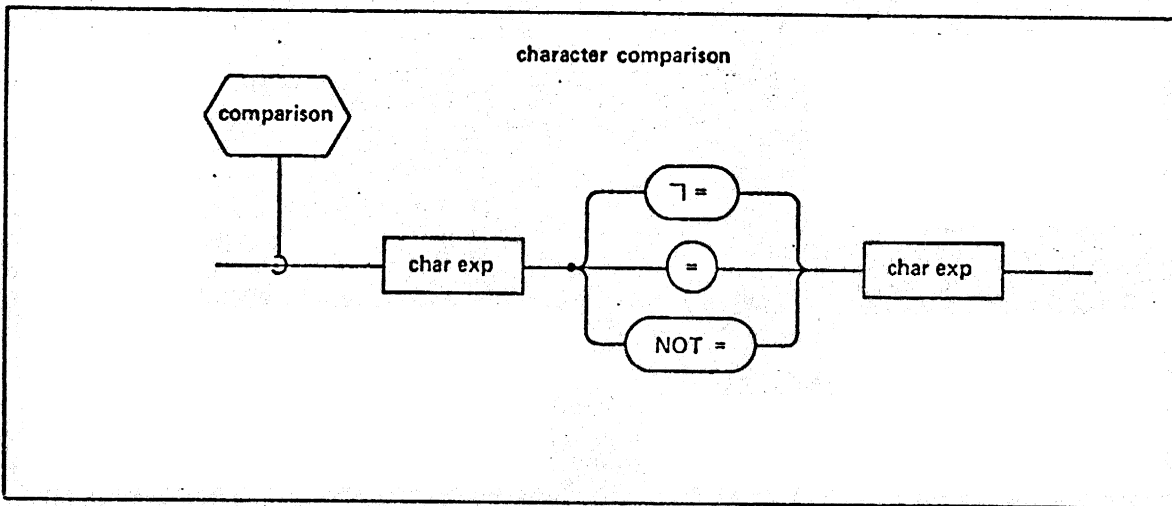 character comparison
comparison
char exp
¬ =
=
NOT =
char exp